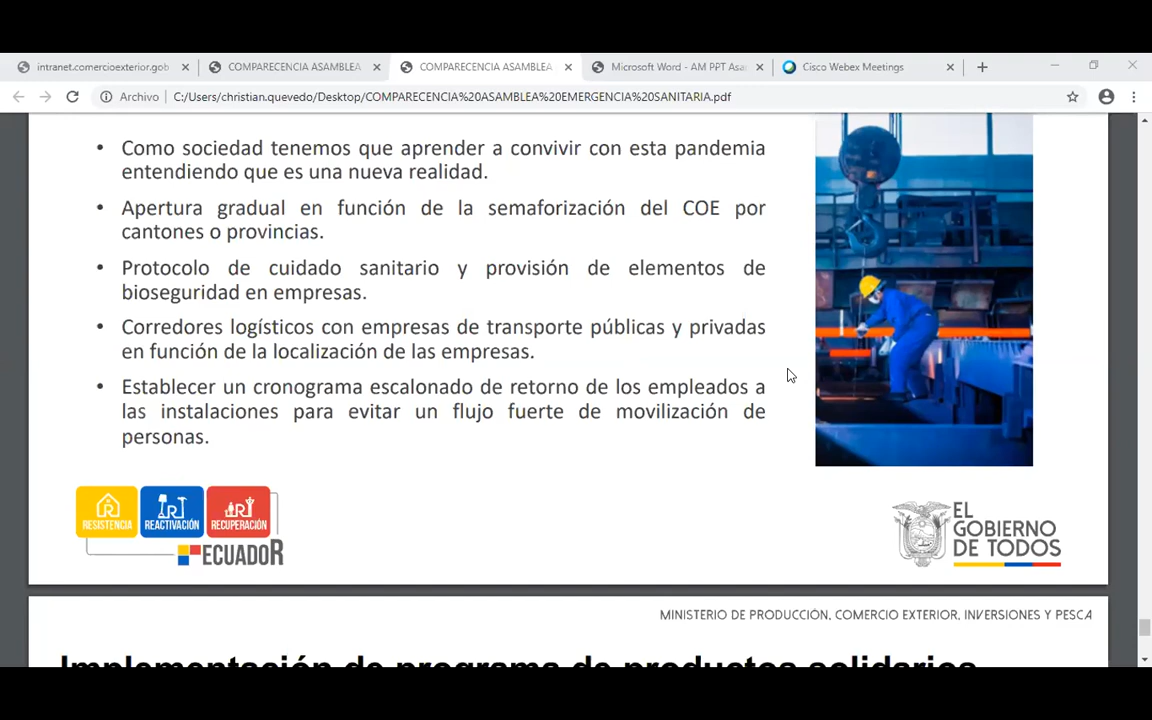 intranet.comercioexterior.gob
COMPARECENCIA ASAMBLEA
COMPARECENCIA ASAMBLEA
Microsoft Word - AM PPT Asa
Cisco Webex Meetings
Archivo
C:/Users/christian.quevedo/Desktop/COMPARECENCIA%20ASAMBLEA%20EMERGENCIA%20SANITARIA.pdf
• Como sociedad tenemos que aprender a convivir con esta pandemia
entendiendo que es una nueva realidad.
• Apertura gradual en función de la semaforización del COE por
cantones o provincias.
• Protocolo de cuidado sanitario y provisión de elementos de
bioseguridad en empresas.
• Corredores logísticos con empresas de transporte públicas y privadas
en función de la localización de las empresas.
• Establecer un cronograma escalonado de retorno de los empleados a
las instalaciones para evitar un flujo fuerte de movilización de
personas.
RESISTENCIA
REACTIVACIÓN
RECUPERACIÓN
ECUADOR
EL
GOBIERNO
DE TODOS
MINISTERIO DE PRODUCCIÓN, COMERCIO EXTERIOR, INVERSIONES Y PESCA
Implementación de programa de productos solidarios